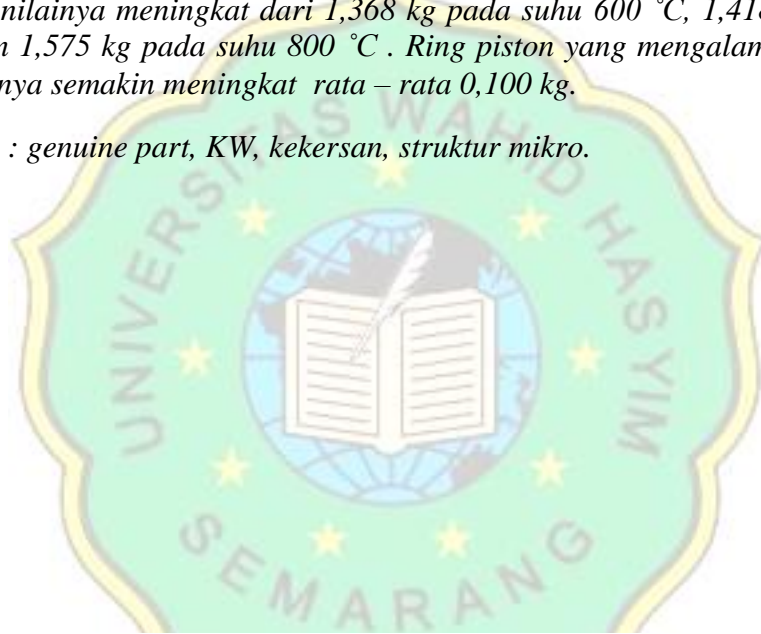 nilainya meningkat dari 1,368 kg pada suhu 600 ˚C, 1,418
1,575 kg pada suhu 800 ˚C . Ring piston yang mengalam
nya semakin meningkat rata – rata 0,100 kg.
: genuine part, KW, kekersan, struktur mikro.
UNIVERSITAS WAHID HASYIM
SEMARANG